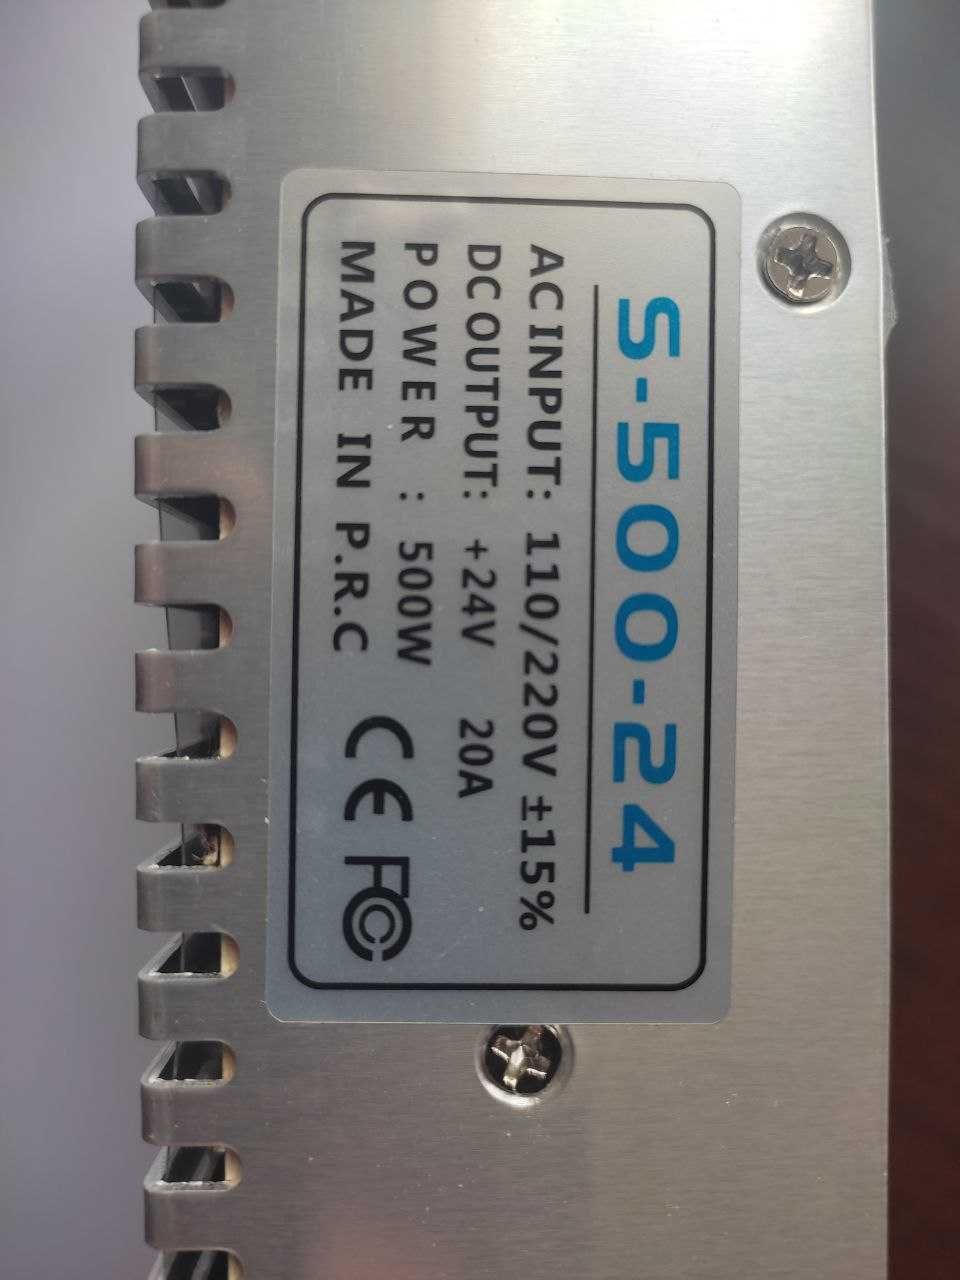 S-500-24
AC INPUT: 110/220V ±15%
DC OUTPUT: +24V 20A
POWER : 500W
MADE IN P.R.C CE FC